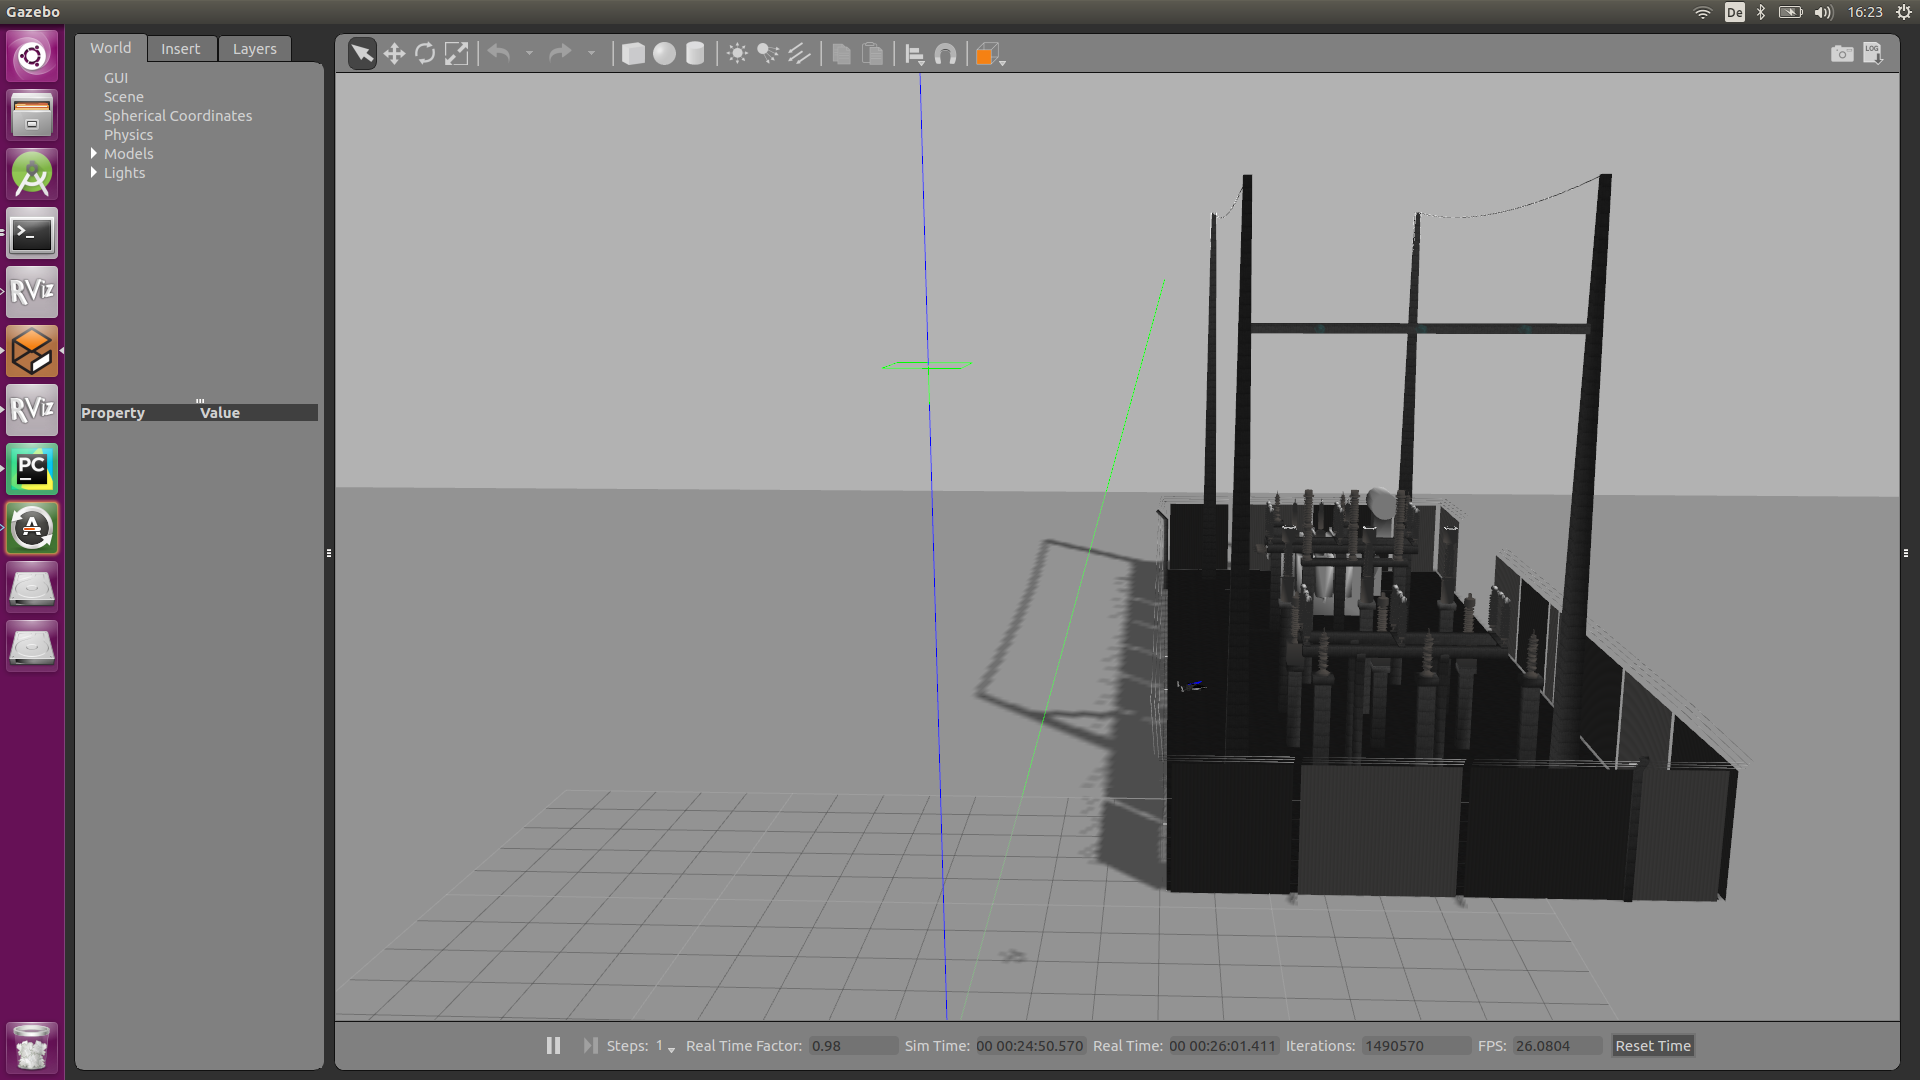 Gazebo
De
16:23
World Insert Layers
LOG
GUI
Scene
Spherical Coordinates
Physics
Models
Lights
>_
RViz
RViz
Property Value
PC
A
Steps: 1 Real Time Factor: 0.98 Sim Time: 00 00:24:50.570 Real Time: 00 00:26:01.411 Iterations: 1490570 FPS: 26.0804 Reset Time